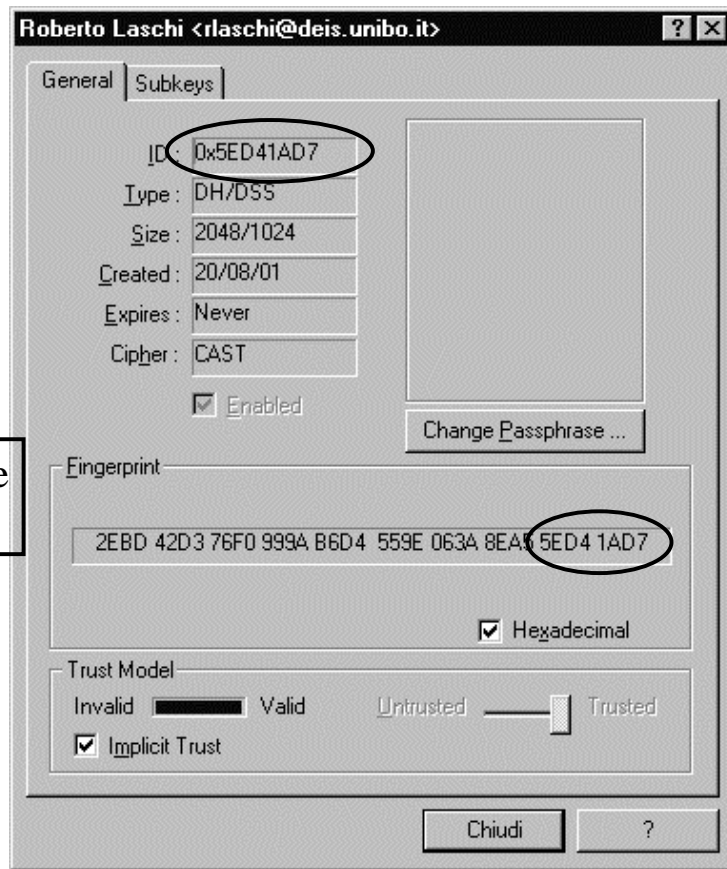 Roberto Laschi <rlaschi@deis.unibo.it> ? X
General Subkeys
ID : 0x5ED41AD7
Type : DH/DSS
Size : 2048/1024
Created : 20/08/01
Expires : Never
Cipher : CAST
Enabled
Change Passphrase ...
e
Fingerprint
2EBD 42D3 76F0 999A B6D4 559E 063A 8EA5 5ED4 1AD7
Hexadecimal
Trust Model
Invalid Valid Untrusted Trusted
Implicit Trust
Chiudi ?